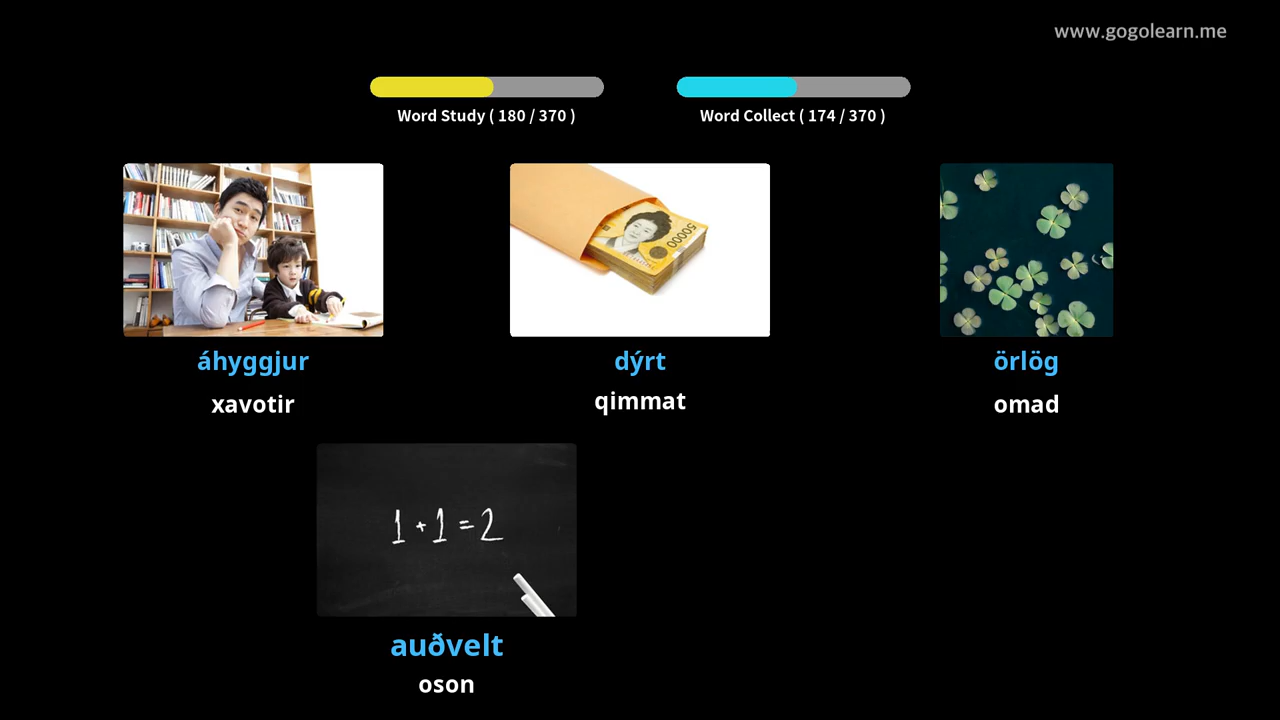 www.gogolearn.me
Word Study ( 180 / 370 )
Word Collect ( 174 / 370 )
50000
áhyggjur
dýrt
örlög
xavotir
qimmat
omad
1 + 1 = 2
auðvelt
oson